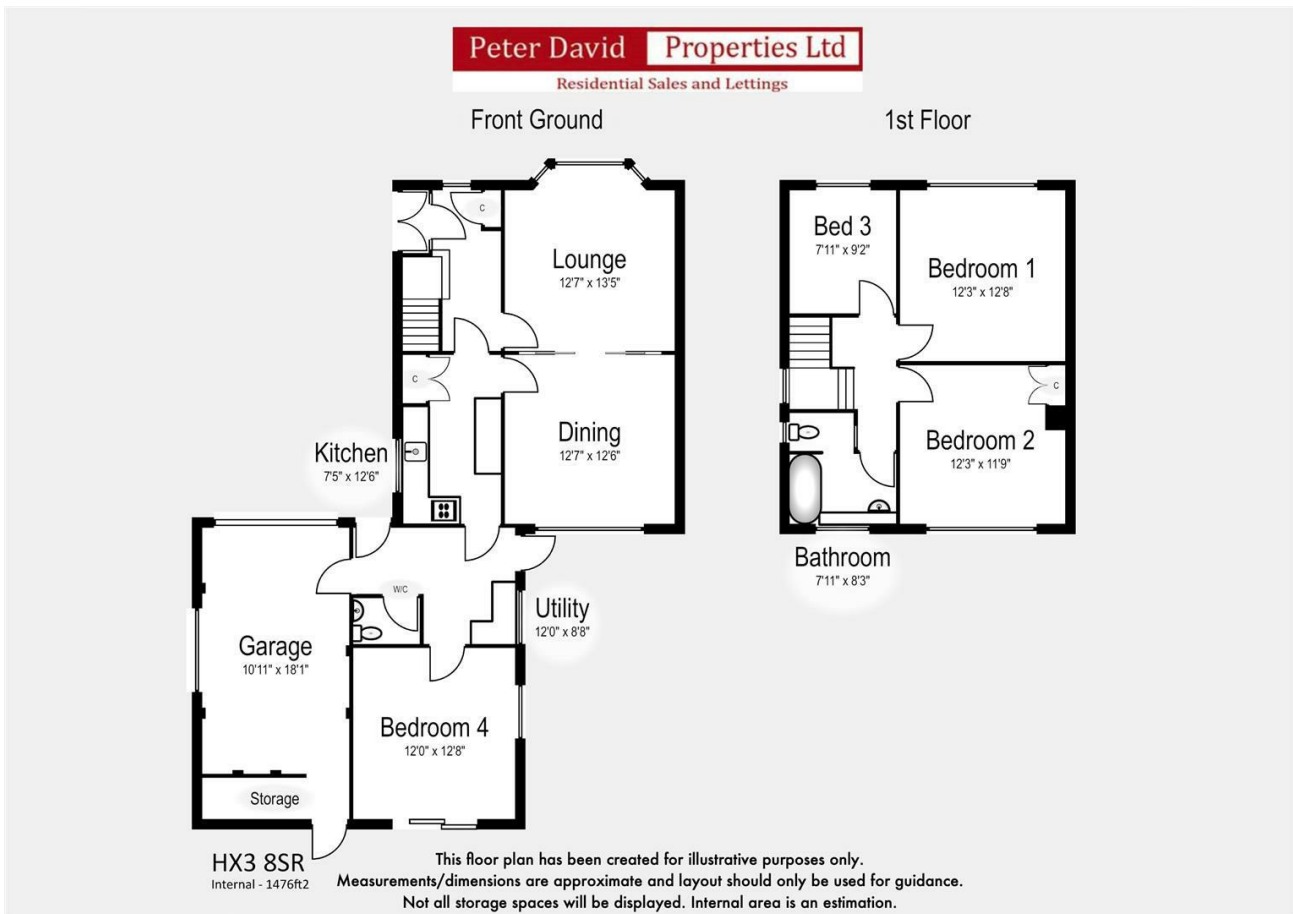 Peter David Properties Ltd
Residential Sales and Lettings
Front Ground
1st Floor
C
Lounge
12'7" x 13'5"
C
Kitchen
7'5" x 12'6"
Dining
12'7" x 12'6"
W/C
Utility
12'0" x 8'8"
Garage
10'11" x 18'1"
Bedroom 4
12'0" x 12'8"
Storage
Bed 3
7'11" x 9'2"
Bedroom 1
12'3" x 12'8"
C
Bedroom 2
12'3" x 11'9"
Bathroom
7'11" x 8'3"
HX3 8SR
Internal - 1476ft2
This floor plan has been created for illustrative purposes only.
Measurements/dimensions are approximate and layout should only be used for guidance.
Not all storage spaces will be displayed. Internal area is an estimation.